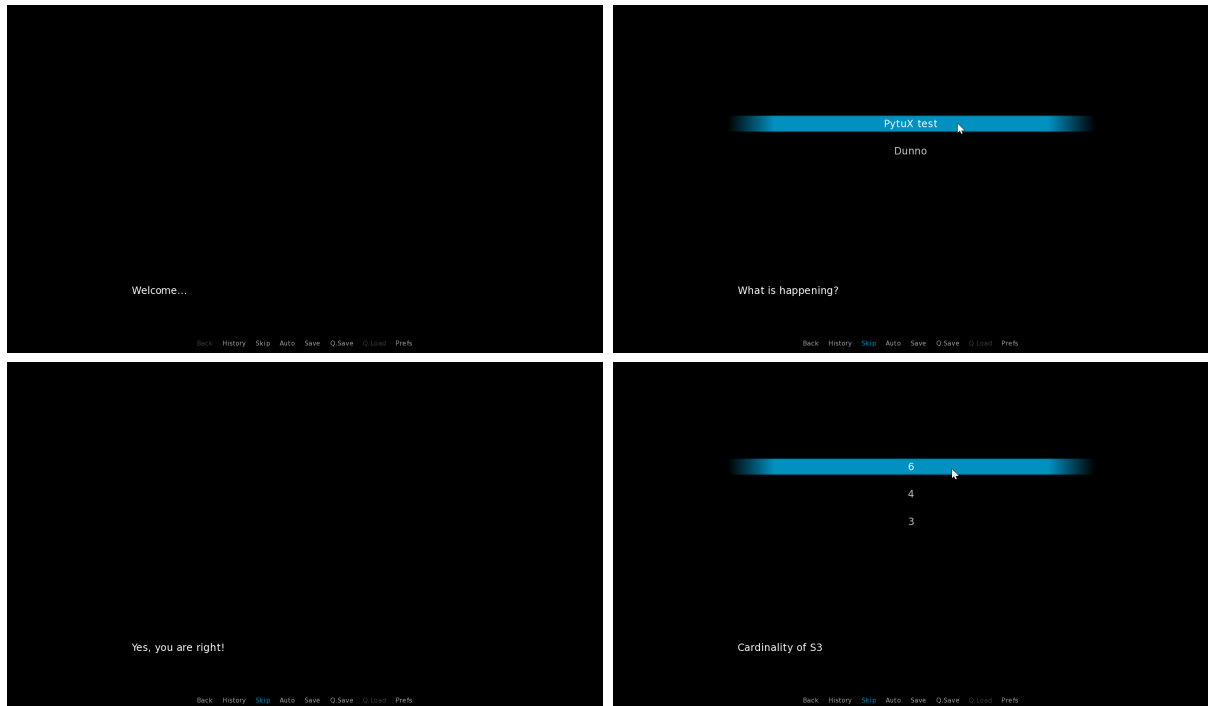 Welcome...
Back History Skip Auto Save Q.Save Q.Load Prefs
PytuX test
Dunno
What is happening?
Back History Skip Auto Save Q.Save Q.Load Prefs
Yes, you are right!
Back History Skip Auto Save Q.Save Q.Load Prefs
6
4
3
Cardinality of S3
Back History Skip Auto Save Q.Save Q.Load Prefs